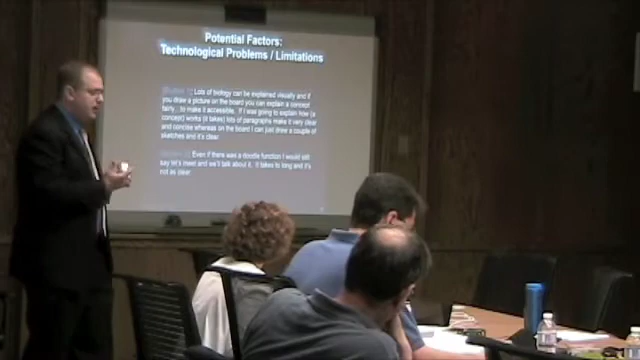 Potential Factors:
Technological Problems / Limitations
Lots of biology can be explained visually and if
you draw a picture on the board you can explain a concept
fairly... to make it accessible. If I was going to explain how (a
concept) works (it takes) lots of paragraphs make it very clear
and concise whereas on the board I can just draw a couple of
sketches and it's clear.
Even if there was a doodle function I would still
say let's meet and we'll talk about it. It takes to long and it's
not as clear.